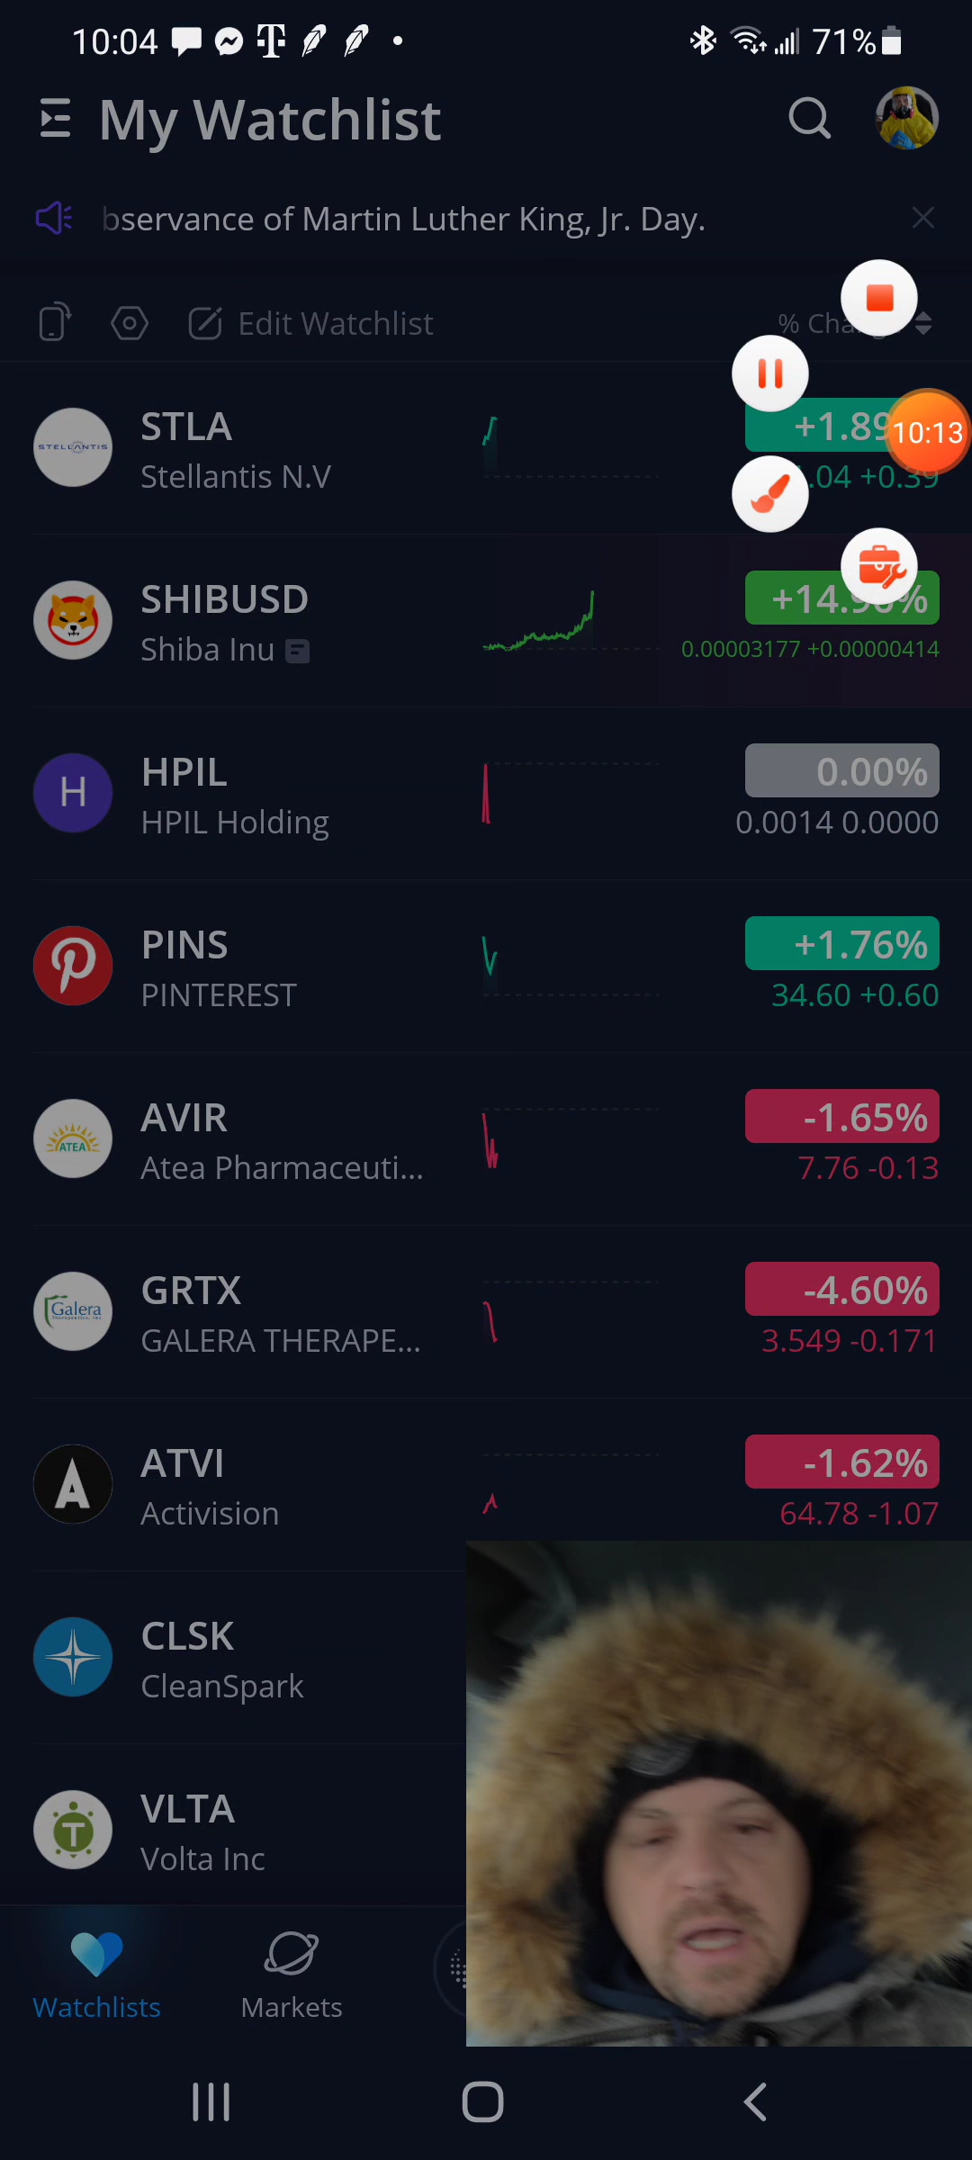 10:04 71%
My Watchlist
bservance of Martin Luther King, Jr. Day.
Edit Watchlist
%
STLA
+1.89
10:13
Stellantis N.V
.04 +0.39
STELLANTIS
SHIBUSD
Shiba Inu
0.00003177 +0.00000414
H
HPIL
0.00%
HPIL Holding
0.0014 0.0000
PINS
+1.76%
PINTEREST
34.60 +0.60
AVIR
-1.65%
ATEA
Atea Pharmaceuti...
7.76 -0.13
GRTX
-4.60%
Galera
GALERA THERAPE...
3.549 -0.171
ATVI
-1.62%
Activision
64.78 -1.07
CLSK
CleanSpark
VLTA
Volta Inc
Watchlists
Markets